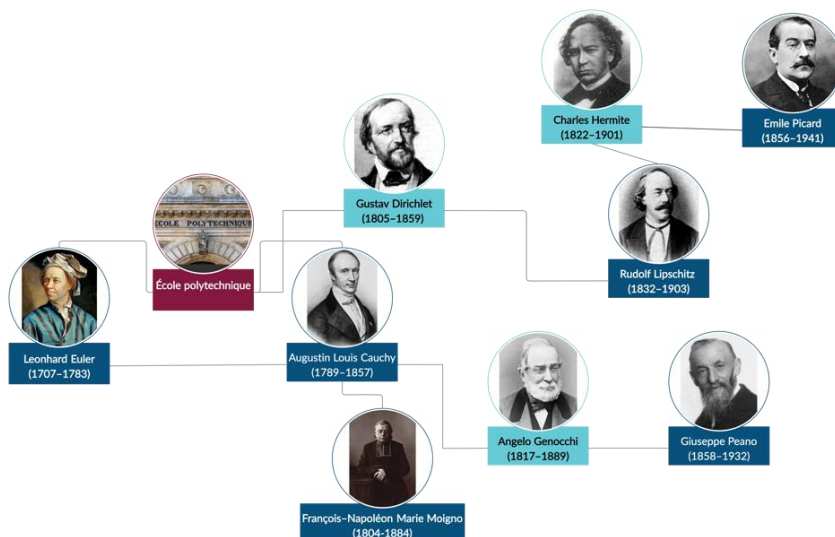 Charles Hermite
(1822–1901)
Emile Picard
(1856–1941)
Gustav Dirichlet
(1805–1859)
ECOLE POLYTECHNIQUE
École polytechnique
Rudolf Lipschitz
(1832–1903)
Leonhard Euler
(1707–1783)
Augustin Louis Cauchy
(1789–1857)
Angelo Genocchi
(1817–1889)
Giuseppe Peano
(1858–1932)
François–Napoléon Marie Moigno
(1804-1884)